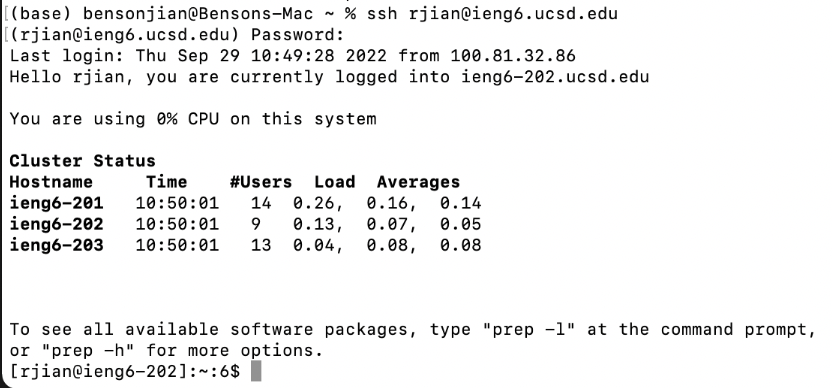 [(base) bensonjian@Bensons-Mac ~ % ssh rjian@ieng6.ucsd.edu
[(rjian@ieng6.ucsd.edu) Password:
Last login: Thu Sep 29 10:49:28 2022 from 100.81.32.86
Hello rjian, you are currently logged into ieng6-202.ucsd.edu
You are using 0% CPU on this system
Cluster Status
Hostname     Time    #Users  Load  Averages
ieng6-201   10:50:01   14  0.26,  0.16,  0.14
ieng6-202   10:50:01   9   0.13,  0.07,  0.05
ieng6-203   10:50:01   13  0.04,  0.08,  0.08
To see all available software packages, type "prep -l" at the command prompt,
or "prep -h" for more options.
[rjian@ieng6-202]:~:6$